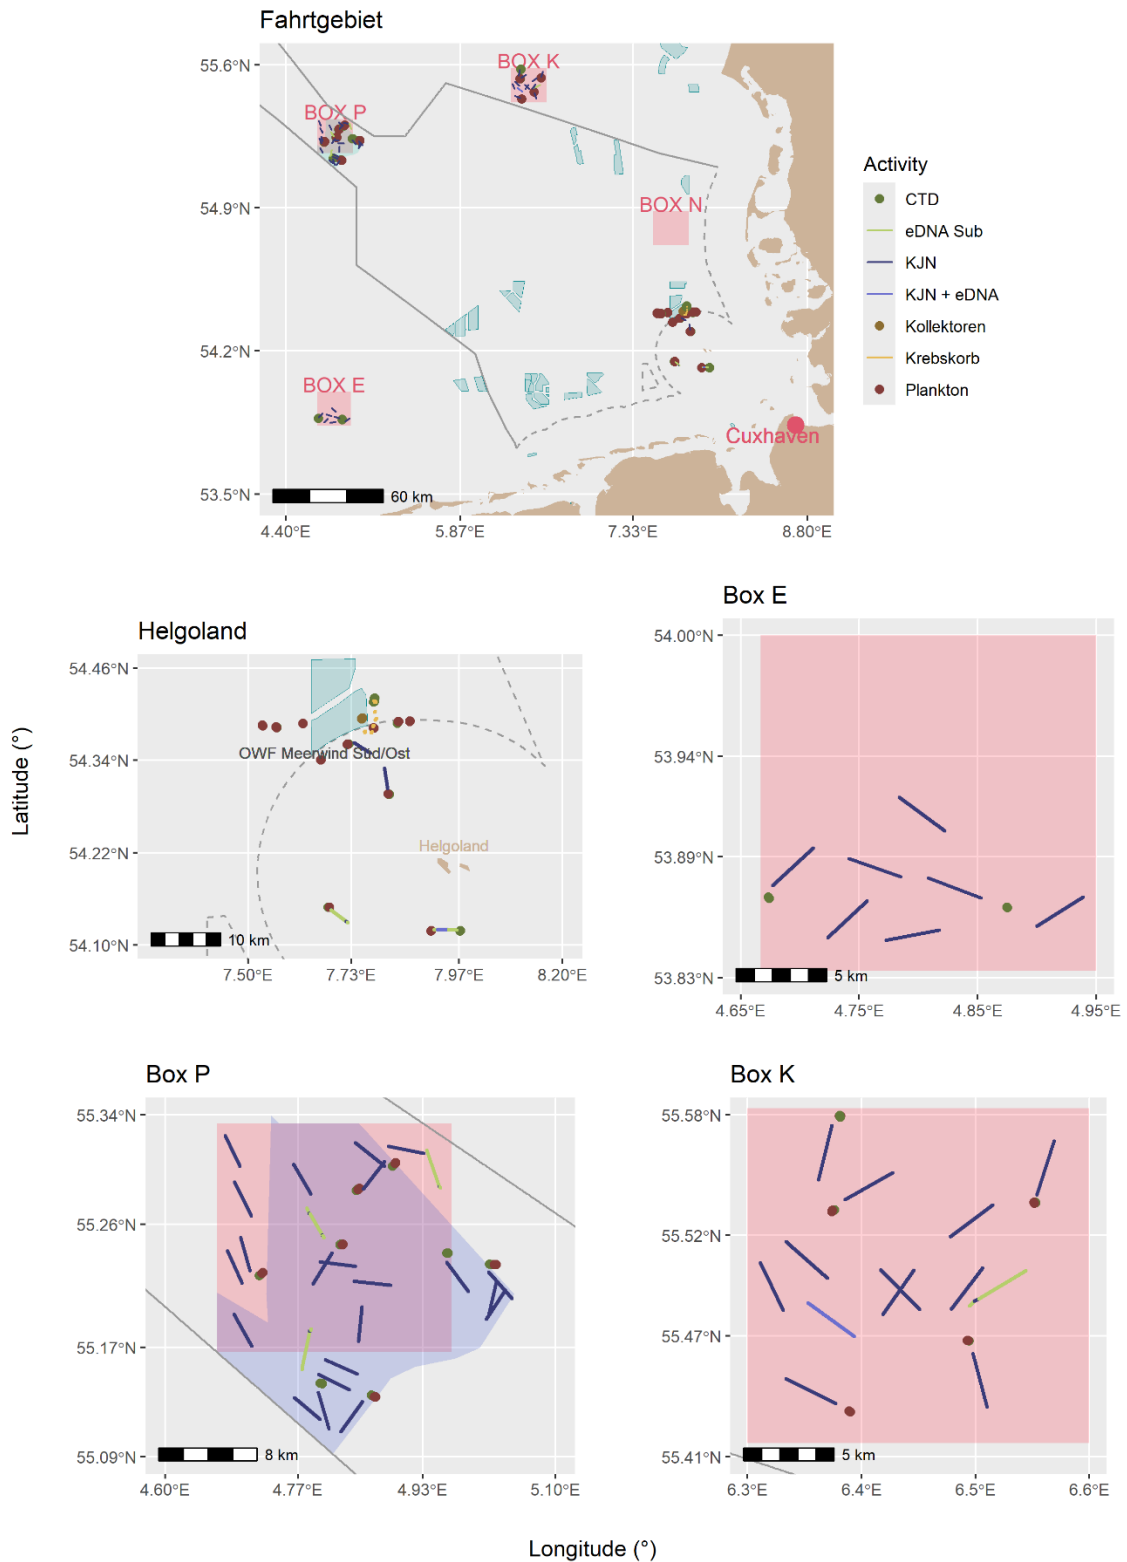 Fahrtgebiet
55.6°N
54.9°N
54.2°N
53.5°N
BOX K
BOX P
BOX N
BOX E
Cuxhaven
60 km
4.40°E
5.87°E
7.33°E
8.80°E
Activity
CTD
eDNA Sub
KJN
KJN + eDNA
Kollektoren
Krebskorb
Plankton
Latitude (°)
Helgoland
54.46°N
54.34°N
54.22°N
54.10°N
OWF Meerwind Süd/Ost
Helgoland
10 km
7.50°E
7.73°E
7.97°E
8.20°E
Box E
54.00°N
53.94°N
53.89°N
53.83°N
5 km
4.65°E
4.75°E
4.85°E
4.95°E
Box P
55.34°N
55.26°N
55.17°N
55.09°N
8 km
4.60°E
4.77°E
4.93°E
5.10°E
Box K
55.58°N
55.52°N
55.47°N
55.41°N
5 km
6.3°E
6.4°E
6.5°E
6.6°E
Longitude (°)